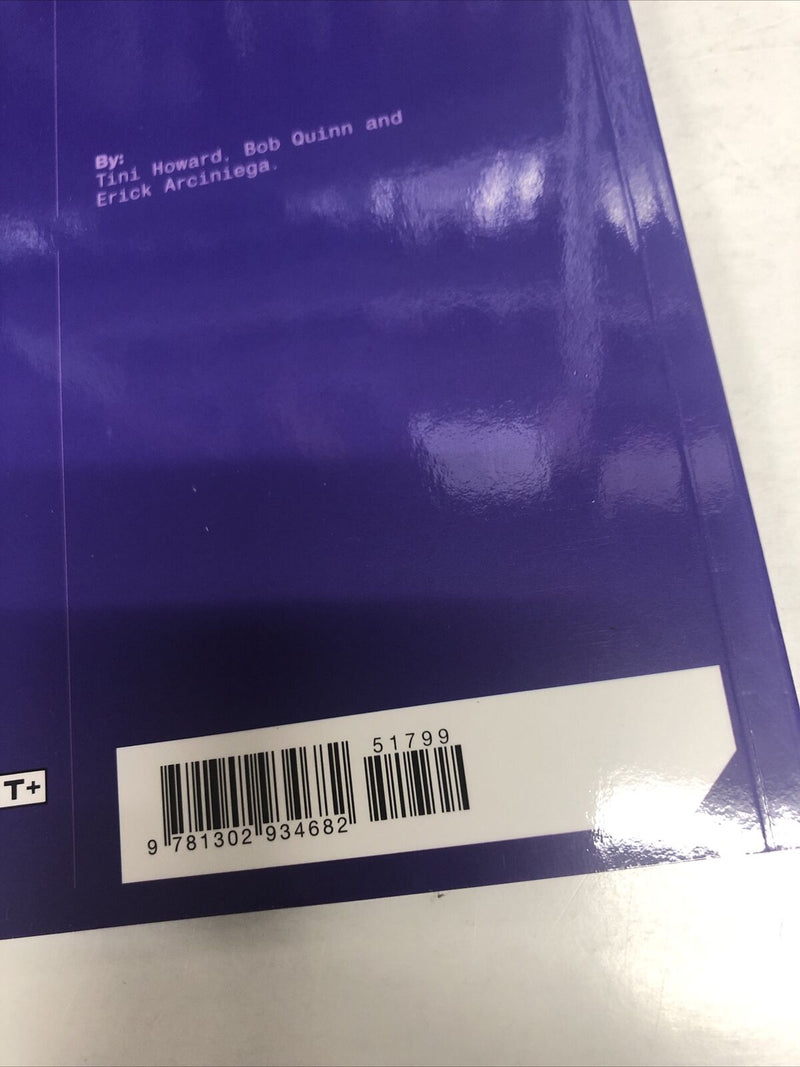 By:
Tini Howard, Bob Quinn and
Erick Arciniega.
T+
51799
9 781302 934682